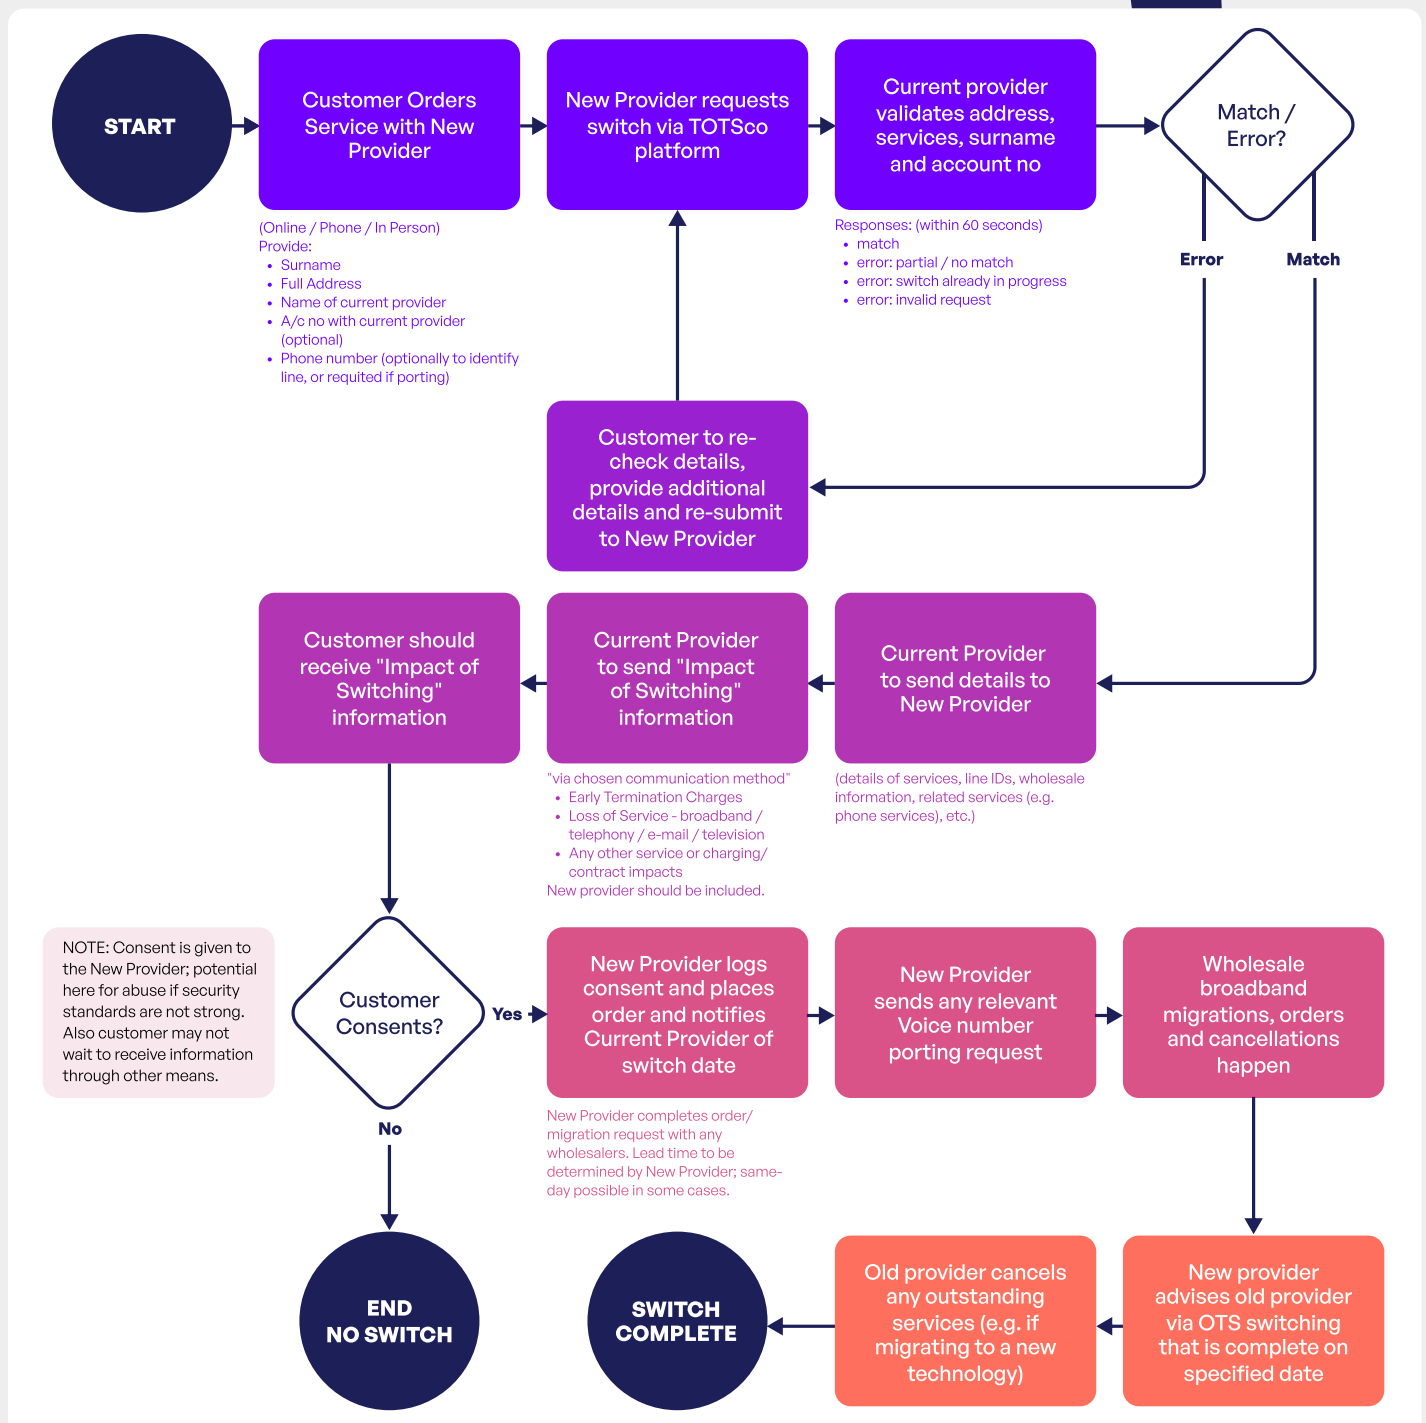 START
Customer Orders
Service with New
Provider
New Provider requests
switch via TOTSco
platform
Current provider
validates address,
services, surname
and account no
Match /
Error?
(Online / Phone / In Person)
Provide:
• Surname
• Full Address
• Name of current provider
• A/c no with current provider
(optional)
• Phone number (optionally to identify
line, or requited if porting)
Responses: (within 60 seconds)
• match
• error: partial / no match
• error: switch already in progress
• error: invalid request
Error
Match
Customer to re-
check details,
provide additional
details and re-submit
to New Provider
Customer should
receive "Impact of
Switching"
information
Current Provider
to send "Impact
of Switching"
information
Current Provider
to send details to
New Provider
"via chosen communication method"
• Early Termination Charges
• Loss of Service - broadband /
telephony / e-mail / television
• Any other service or charging/
contract impacts
New provider should be included.
(details of services, line IDs, wholesale
information, related services (e.g.
phone services), etc.)
NOTE: Consent is given to
the New Provider; potential
here for abuse if security
standards are not strong.
Also customer may not
wait to receive information
through other means.
Customer
Consents?
Yes
New Provider logs
consent and places
order and notifies
Current Provider of
switch date
New Provider
sends any relevant
Voice number
porting request
Wholesale
broadband
migrations, orders
and cancellations
happen
No
New Provider completes order/
migration request with any
wholesalers. Lead time to be
determined by New Provider; same-
day possible in some cases.
END
NO SWITCH
SWITCH
COMPLETE
Old provider cancels
any outstanding
services (e.g. if
migrating to a new
technology)
New provider
advises old provider
via OTS switching
that is complete on
specified date